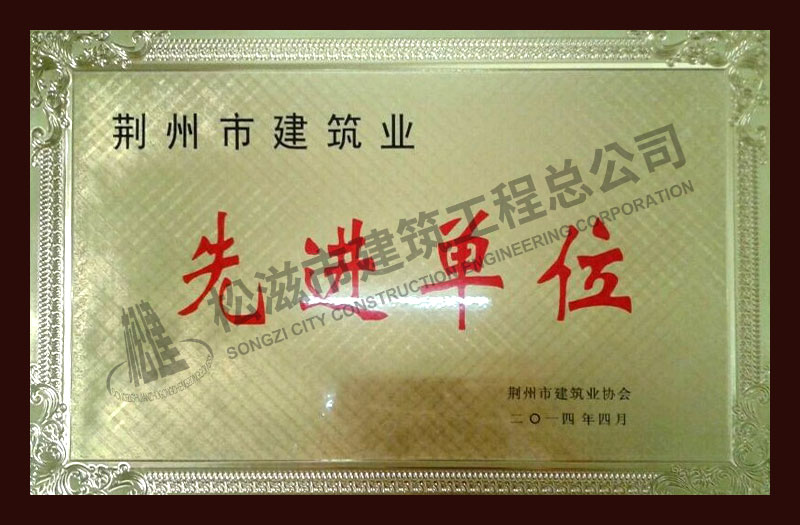 荆州市建筑业
先进单位
松滋市建筑工程总公司
SONGZI CITY CONSTRUCTION ENGINEERING CORPORATION
荆州市建筑业协会
二〇一四年四月